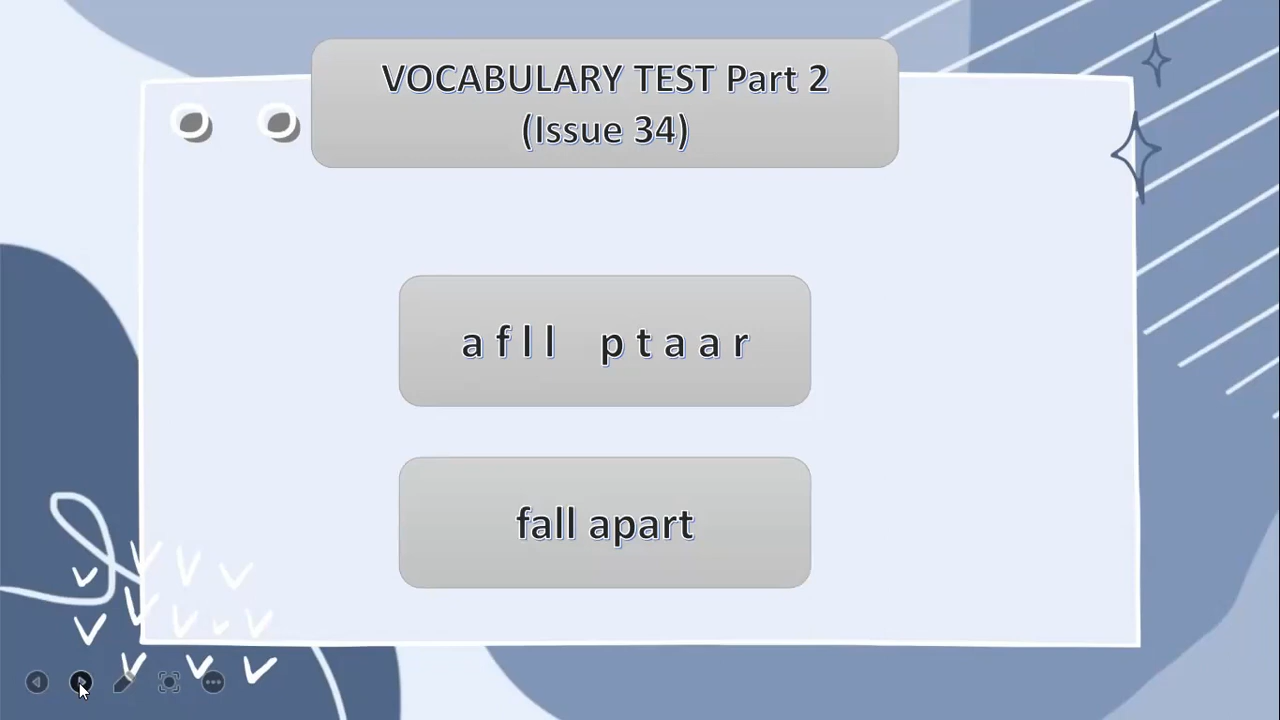 VOCABULARY TEST Part 2
(Issue 34)
a f l l p t a a r
fall apart